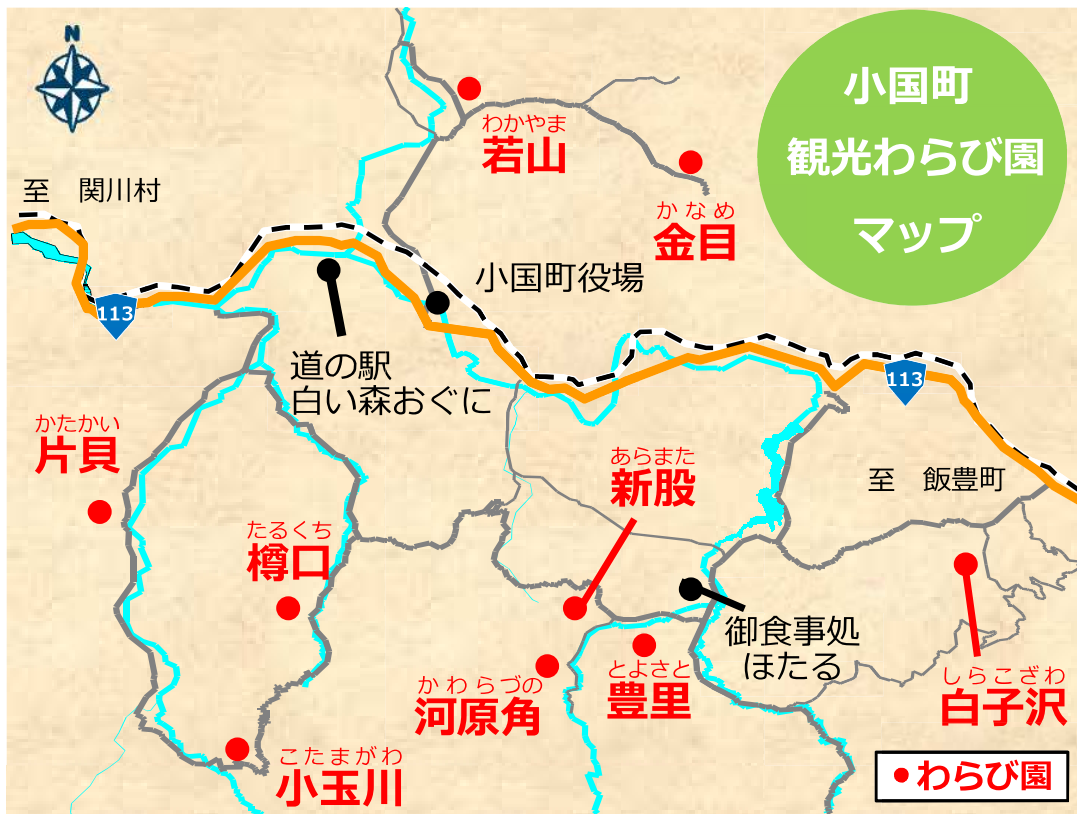 N
小国町
観光わらび園
マップ
わかやま
若山
かなめ
金目
至　関川村
小国町役場
113
道の駅
白い森おぐに
113
かたかい
片貝
あらまた
新股
至　飯豊町
たるくち
樽口
御食事処
ほたる
かわらづの
河原角
とよさと
豊里
しらこざわ
白子沢
こたまがわ
小玉川
わらび園